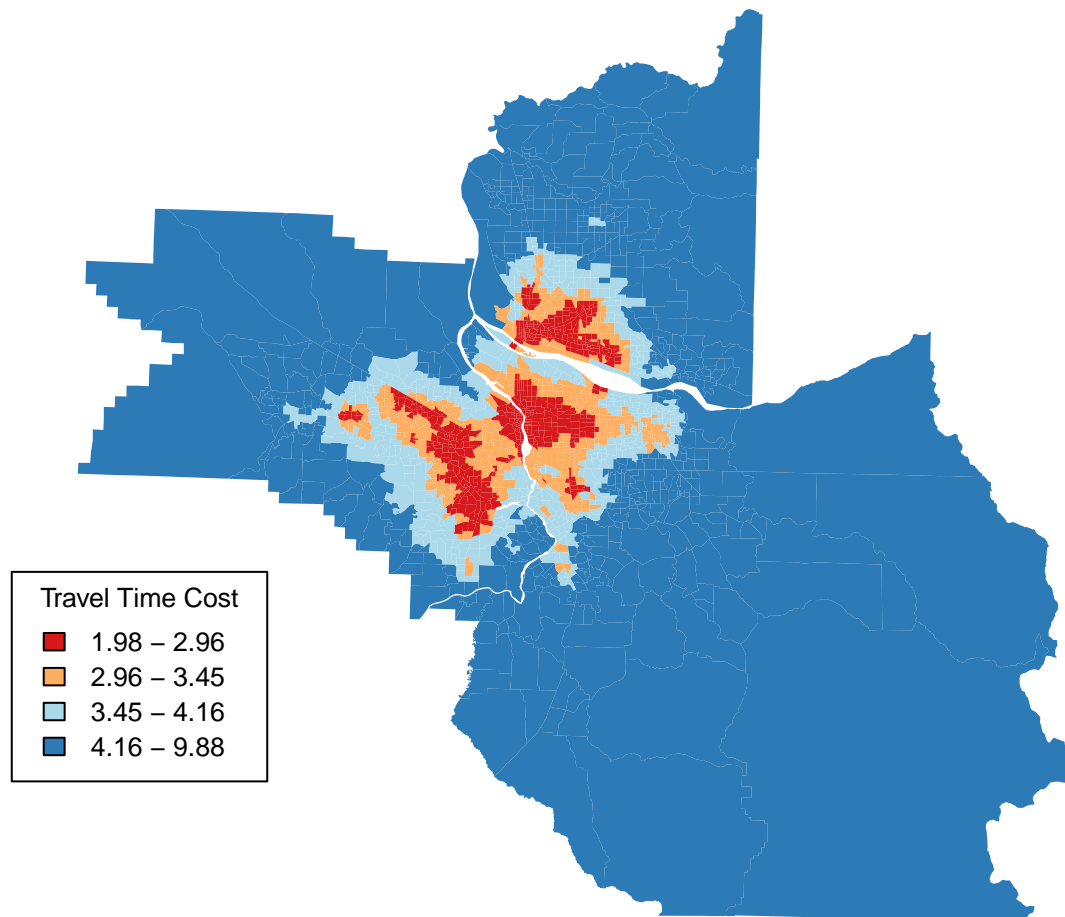 Travel Time Cost
1.98 – 2.96
2.96 – 3.45
3.45 – 4.16
4.16 – 9.88